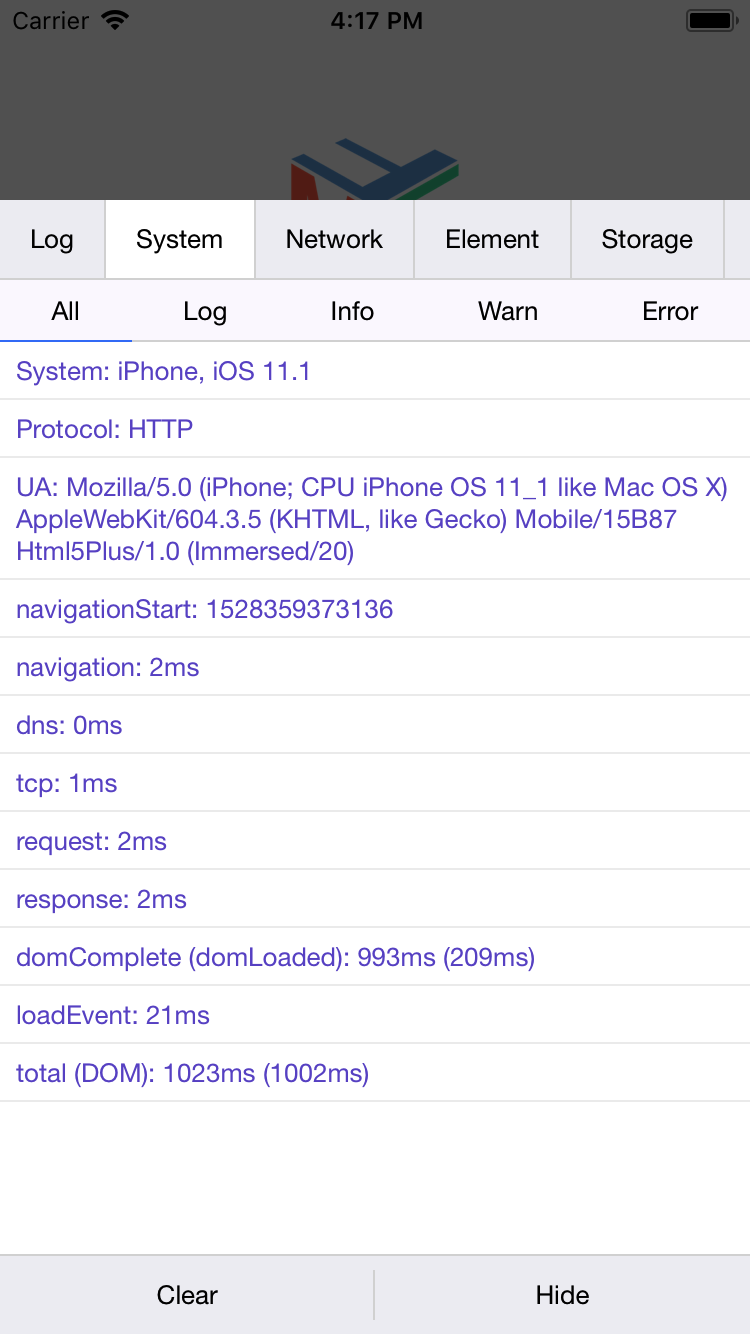 Carrier 4:17 PM
Log System Network Element Storage
All Log Info Warn Error
System: iPhone, iOS 11.1
Protocol: HTTP
UA: Mozilla/5.0 (iPhone; CPU iPhone OS 11_1 like Mac OS X)
AppleWebKit/604.3.5 (KHTML, like Gecko) Mobile/15B87
Html5Plus/1.0 (Immersed/20)
navigationStart: 1528359373136
navigation: 2ms
dns: 0ms
tcp: 1ms
request: 2ms
response: 2ms
domComplete (domLoaded): 993ms (209ms)
loadEvent: 21ms
total (DOM): 1023ms (1002ms)
Clear Hide